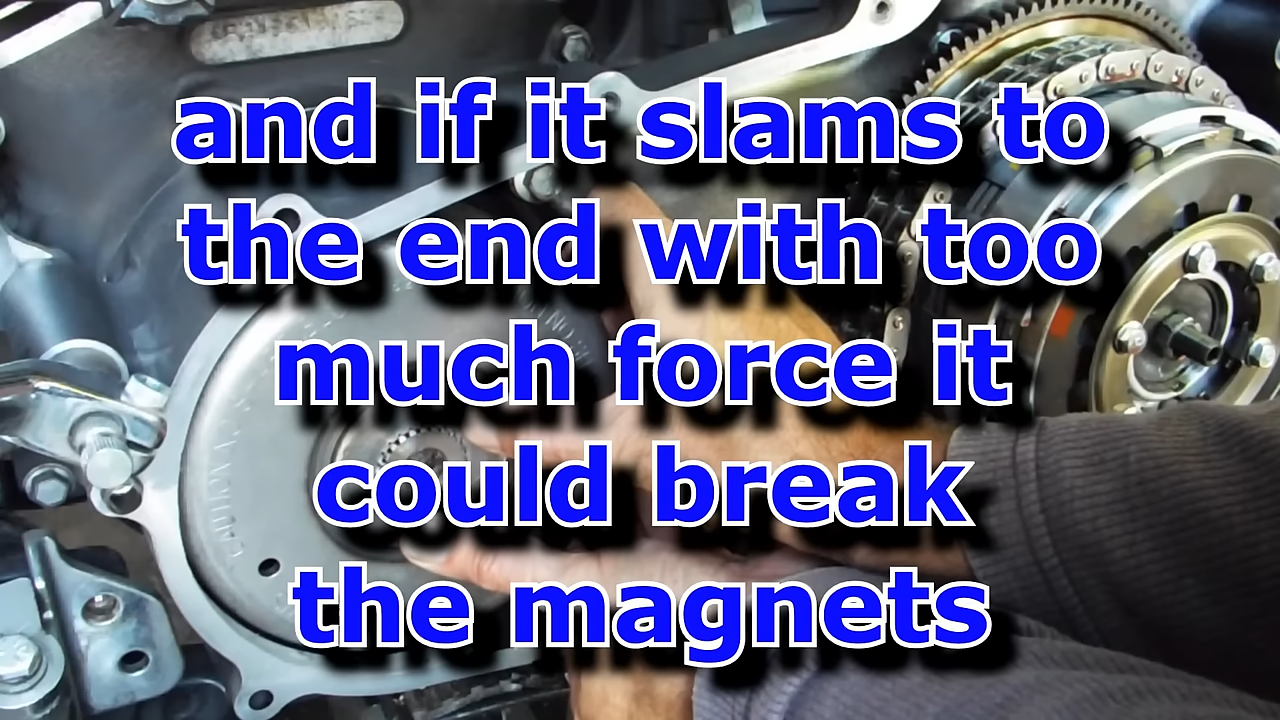 and if it slams to
the end with too
much force it
could break
the magnets